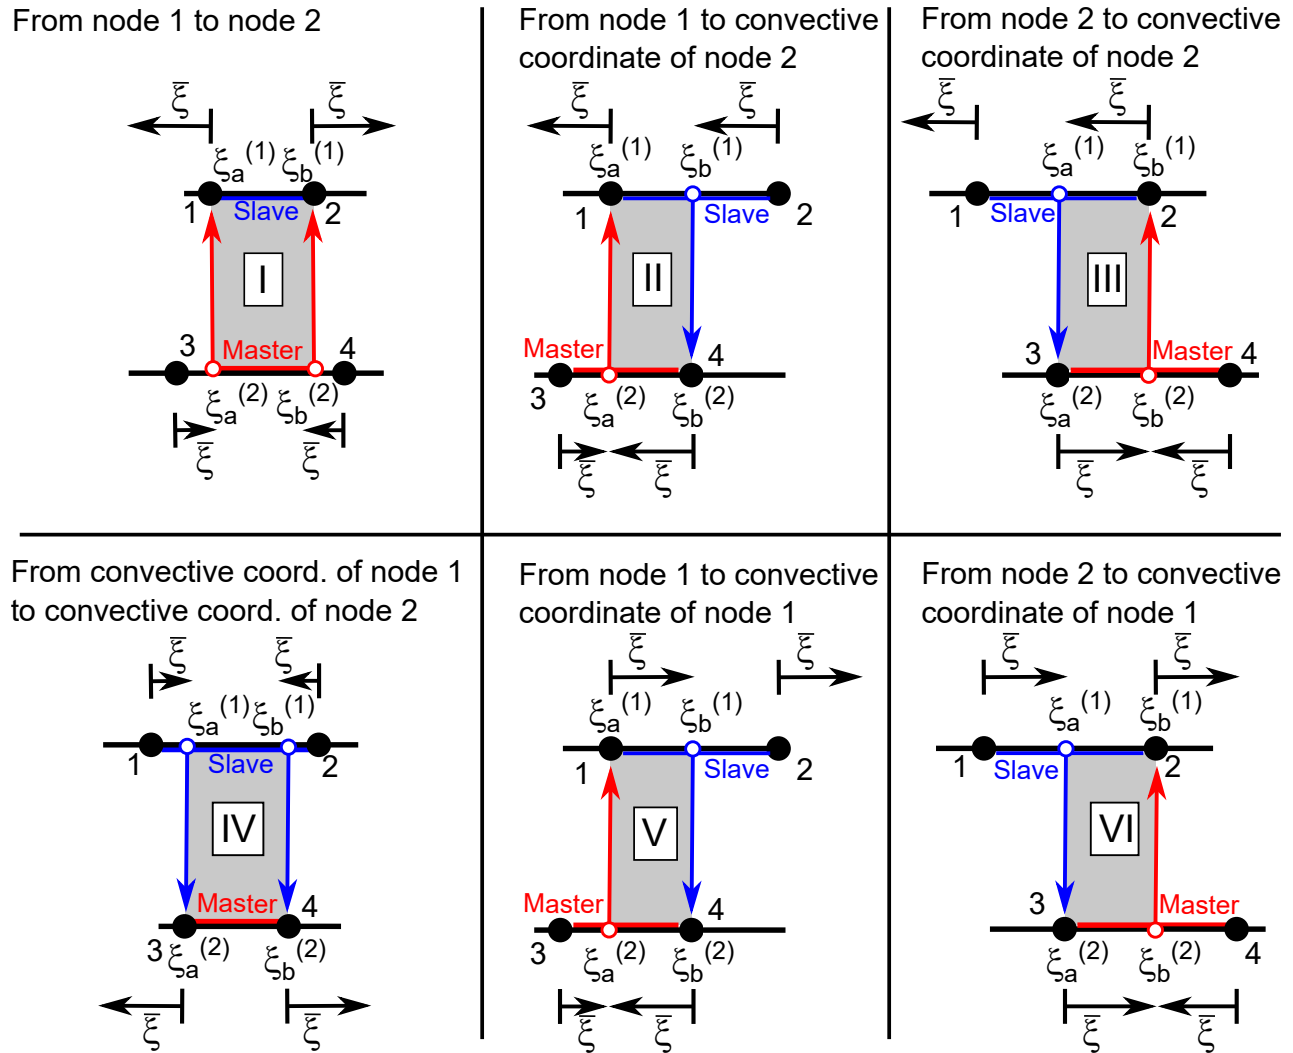 From node 1 to node 2
ξ̅ ξ̅
ξa(1) ξb(1)
1 Slave 2
I
3 Master 4
ξa(2) ξb(2)
ξ̅ ξ̅
From node 1 to convective
coordinate of node 2
ξ̅ ξ̅
ξa(1) ξb(1)
1 Slave 2
II
Master 4
3 ξa(2) ξb(2)
ξ̅ ξ̅
From node 2 to convective
coordinate of node 2
ξ̅ ξ̅
ξa(1) ξb(1)
1 Slave 2
III
3 Master 4
ξa(2) ξb(2)
ξ̅ ξ̅
From convective coord. of node 1
to convective coord. of node 2
ξ̅ ξ̅
ξa(1) ξb(1)
1 Slave 2
IV
Master 4
3 ξa(2) ξb(2)
ξ̅ ξ̅
From node 1 to convective
coordinate of node 1
ξ̅ ξ̅
ξa(1) ξb(1)
1 Slave 2
V
Master 4
3 ξa(2) ξb(2)
ξ̅ ξ̅
From node 2 to convective
coordinate of node 1
ξ̅ ξ̅
ξa(1) ξb(1)
1 Slave 2
VI
3 Master
ξa(2) ξb(2) 4
ξ̅ ξ̅